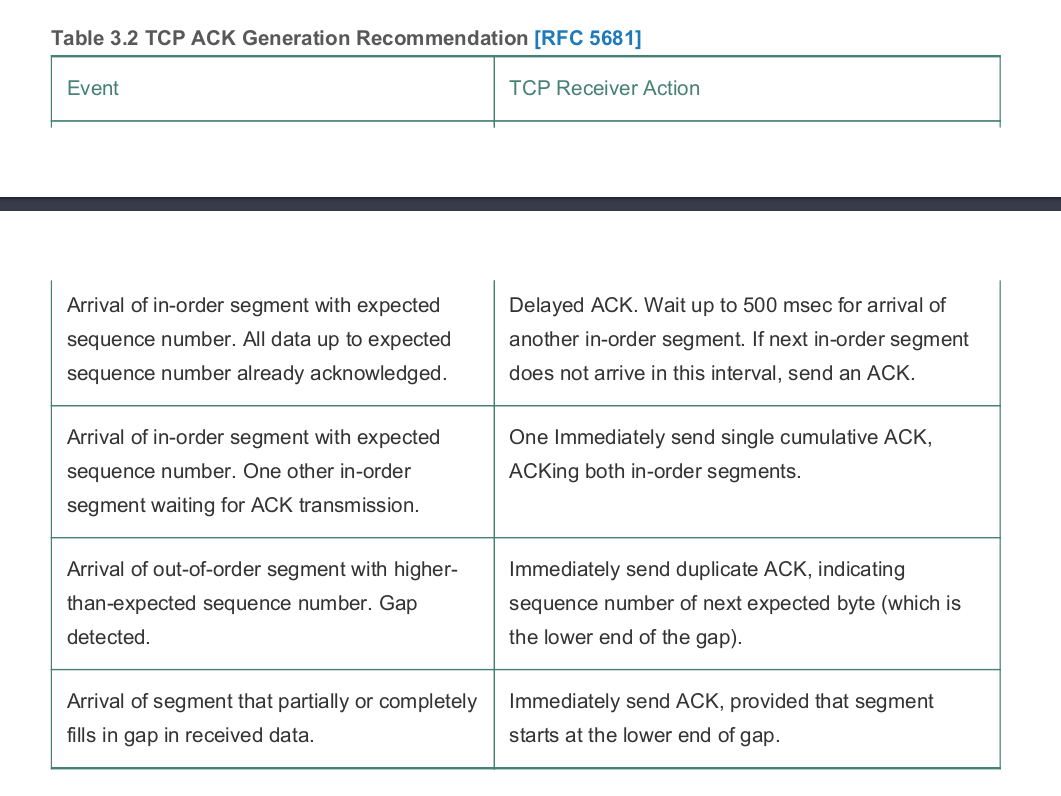 Table 3.2 TCP ACK Generation Recommendation [RFC 5681]
Event
TCP Receiver Action
Arrival of in-order segment with expected
sequence number. All data up to expected
sequence number already acknowledged.
Delayed ACK. Wait up to 500 msec for arrival of
another in-order segment. If next in-order segment
does not arrive in this interval, send an ACK.
Arrival of in-order segment with expected
sequence number. One other in-order
segment waiting for ACK transmission.
One Immediately send single cumulative ACK,
ACKing both in-order segments.
Arrival of out-of-order segment with higher-
than-expected sequence number. Gap
detected.
Immediately send duplicate ACK, indicating
sequence number of next expected byte (which is
the lower end of the gap).
Arrival of segment that partially or completely
fills in gap in received data.
Immediately send ACK, provided that segment
starts at the lower end of gap.